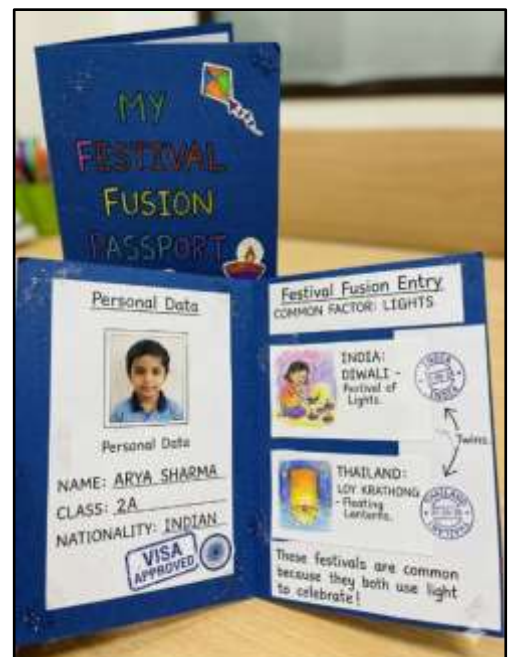 MY
FESTIVAL
FUSION
PASSPORT
Personal Data
Personal Data
NAME: ARYA SHARMA
CLASS: 2A
NATIONALITY: INDIAN
VISA
APPROVED
Festival Fusion Entry
COMMON FACTOR: LIGHTS
INDIA:
DIWALI -
Festival of
Lights.
INDIA
INDIA
Twins
THAILAND:
LOY KRATHONG
- Floating
Lanterns.
THAILAND
These festivals are common
because they both use light
to celebrate!